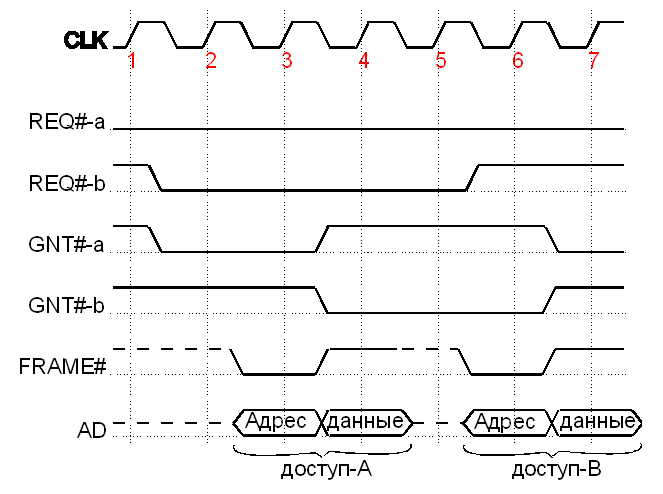 CLK
1 2 3 4 5 6 7
REQ#-a
REQ#-b
GNT#-a
GNT#-b
FRAME#
AD Адрес данные Адрес данные
доступ-А доступ-В